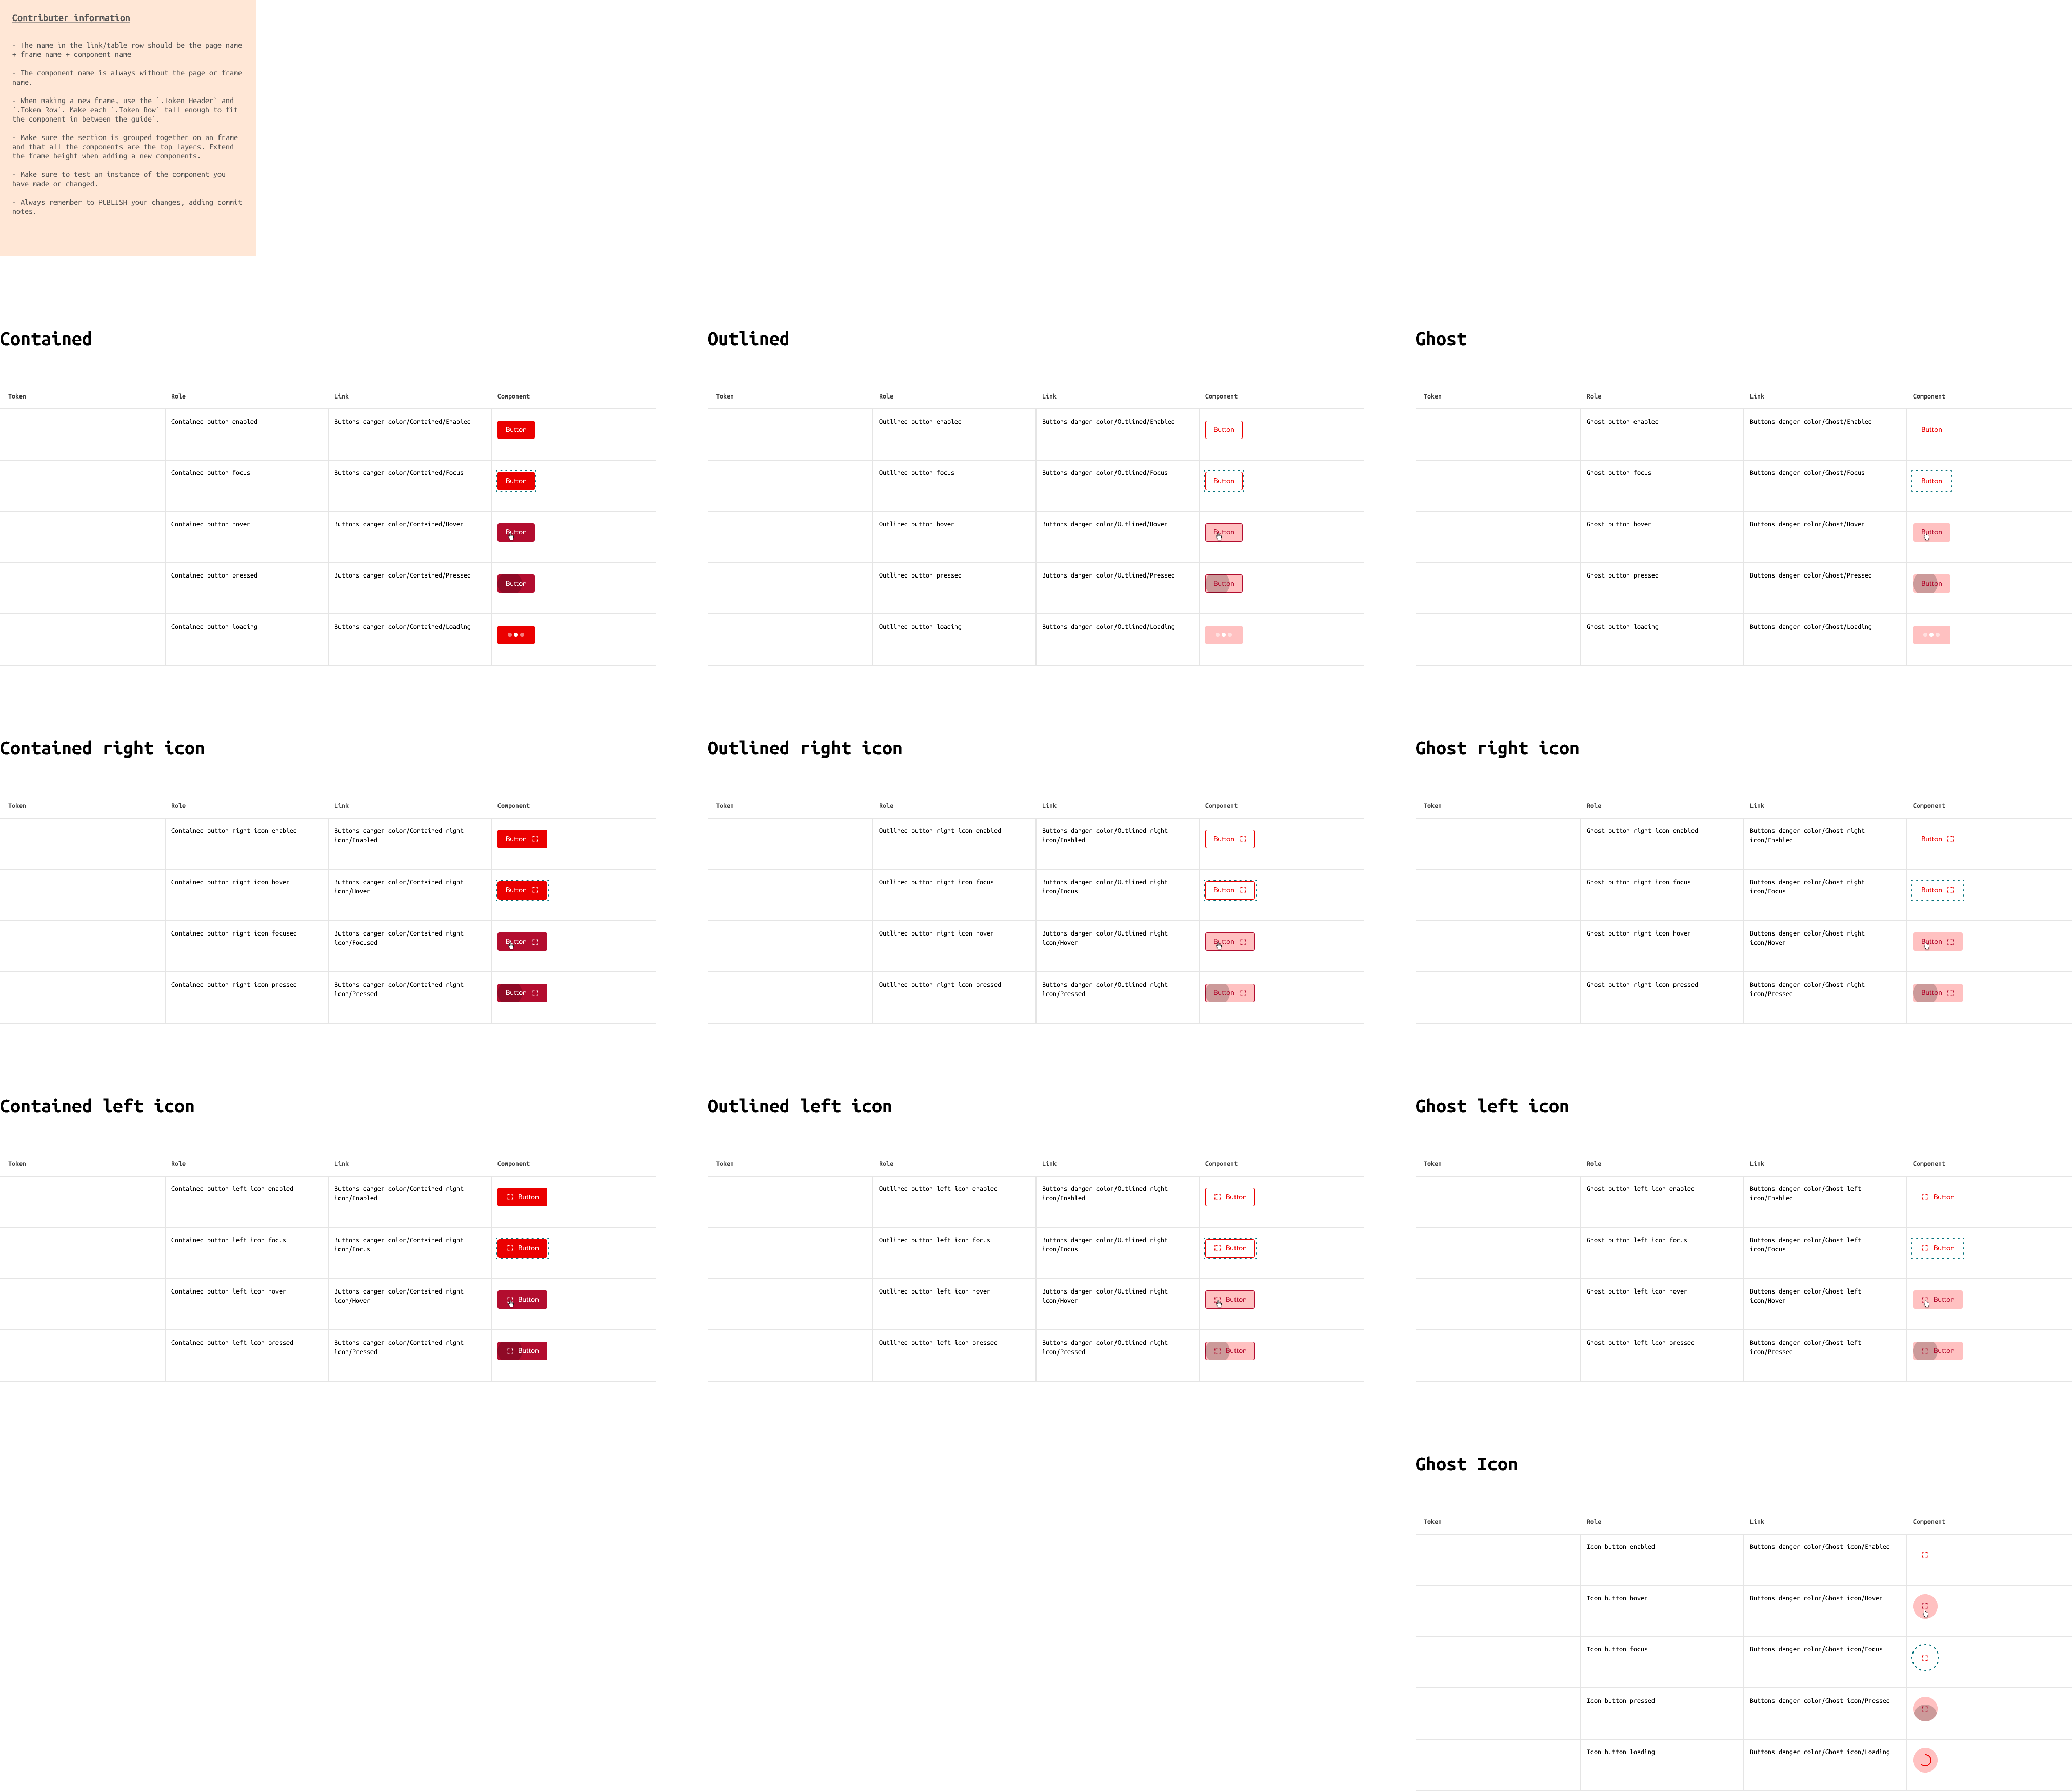 Contributer information
- The name in the link/table row should be the page name
+ frame name + component name
- The component name is always without the page or frame
name.
- When making a new frame, use the `.Token Header` and
`.Token Row`. Make each `.Token Row` tall enough to fit
the component in between the guide`.
- Make sure the section is grouped together on an frame
and that all the components are the top layers. Extend
the frame height when adding a new components.
- Make sure to test an instance of the component you
have made or changed.
- Always remember to PUBLISH your changes, adding commit
notes.
Contained
Token Role Link Component
Contained button enabled Buttons danger color/Contained/Enabled Button
Contained button focus Buttons danger color/Contained/Focus Button
Contained button hover Buttons danger color/Contained/Hover Button
Contained button pressed Buttons danger color/Contained/Pressed Button
Contained button loading Buttons danger color/Contained/Loading
Outlined
Token Role Link Component
Outlined button enabled Buttons danger color/Outlined/Enabled Button
Outlined button focus Buttons danger color/Outlined/Focus Button
Outlined button hover Buttons danger color/Outlined/Hover Button
Outlined button pressed Buttons danger color/Outlined/Pressed Button
Outlined button loading Buttons danger color/Outlined/Loading
Ghost
Token Role Link Component
Ghost button enabled Buttons danger color/Ghost/Enabled Button
Ghost button focus Buttons danger color/Ghost/Focus Button
Ghost button hover Buttons danger color/Ghost/Hover Button
Ghost button pressed Buttons danger color/Ghost/Pressed Button
Ghost button loading Buttons danger color/Ghost/Loading
Contained right icon
Token Role Link Component
Contained button right icon enabled Buttons danger color/Contained right Button
icon/Enabled
Contained button right icon hover Buttons danger color/Contained right Button
icon/Hover
Contained button right icon focused Buttons danger color/Contained right Button
icon/Focused
Contained button right icon pressed Buttons danger color/Contained right Button
icon/Pressed
Outlined right icon
Token Role Link Component
Outlined button right icon enabled Buttons danger color/Outlined right Button
icon/Enabled
Outlined button right icon focus Buttons danger color/Outlined right Button
icon/Focus
Outlined button right icon hover Buttons danger color/Outlined right Button
icon/Hover
Outlined button right icon pressed Buttons danger color/Outlined right Button
icon/Pressed
Ghost right icon
Token Role Link Component
Ghost button right icon enabled Buttons danger color/Ghost right Button
icon/Enabled
Ghost button right icon focus Buttons danger color/Ghost right Button
icon/Focus
Ghost button right icon hover Buttons danger color/Ghost right Button
icon/Hover
Ghost button right icon pressed Buttons danger color/Ghost right Button
icon/Pressed
Contained left icon
Token Role Link Component
Contained button left icon enabled Buttons danger color/Contained right Button
icon/Enabled
Contained button left icon focus Buttons danger color/Contained right Button
icon/Focus
Contained button left icon hover Buttons danger color/Contained right Button
icon/Hover
Contained button left icon pressed Buttons danger color/Contained right Button
icon/Pressed
Outlined left icon
Token Role Link Component
Outlined button left icon enabled Buttons danger color/Outlined right Button
icon/Enabled
Outlined button left icon focus Buttons danger color/Outlined right Button
icon/Focus
Outlined button left icon hover Buttons danger color/Outlined right Button
icon/Hover
Outlined button left icon pressed Buttons danger color/Outlined right Button
icon/Pressed
Ghost left icon
Token Role Link Component
Ghost button left icon enabled Buttons danger color/Ghost left Button
icon/Enabled
Ghost button left icon focus Buttons danger color/Ghost left Button
icon/Focus
Ghost button left icon hover Buttons danger color/Ghost left Button
icon/Hover
Ghost button left icon pressed Buttons danger color/Ghost left Button
icon/Pressed
Ghost Icon
Token Role Link Component
Icon button enabled Buttons danger color/Ghost icon/Enabled
Icon button hover Buttons danger color/Ghost icon/Hover
Icon button focus Buttons danger color/Ghost icon/Focus
Icon button pressed Buttons danger color/Ghost icon/Pressed
Icon button loading Buttons danger color/Ghost icon/Loading